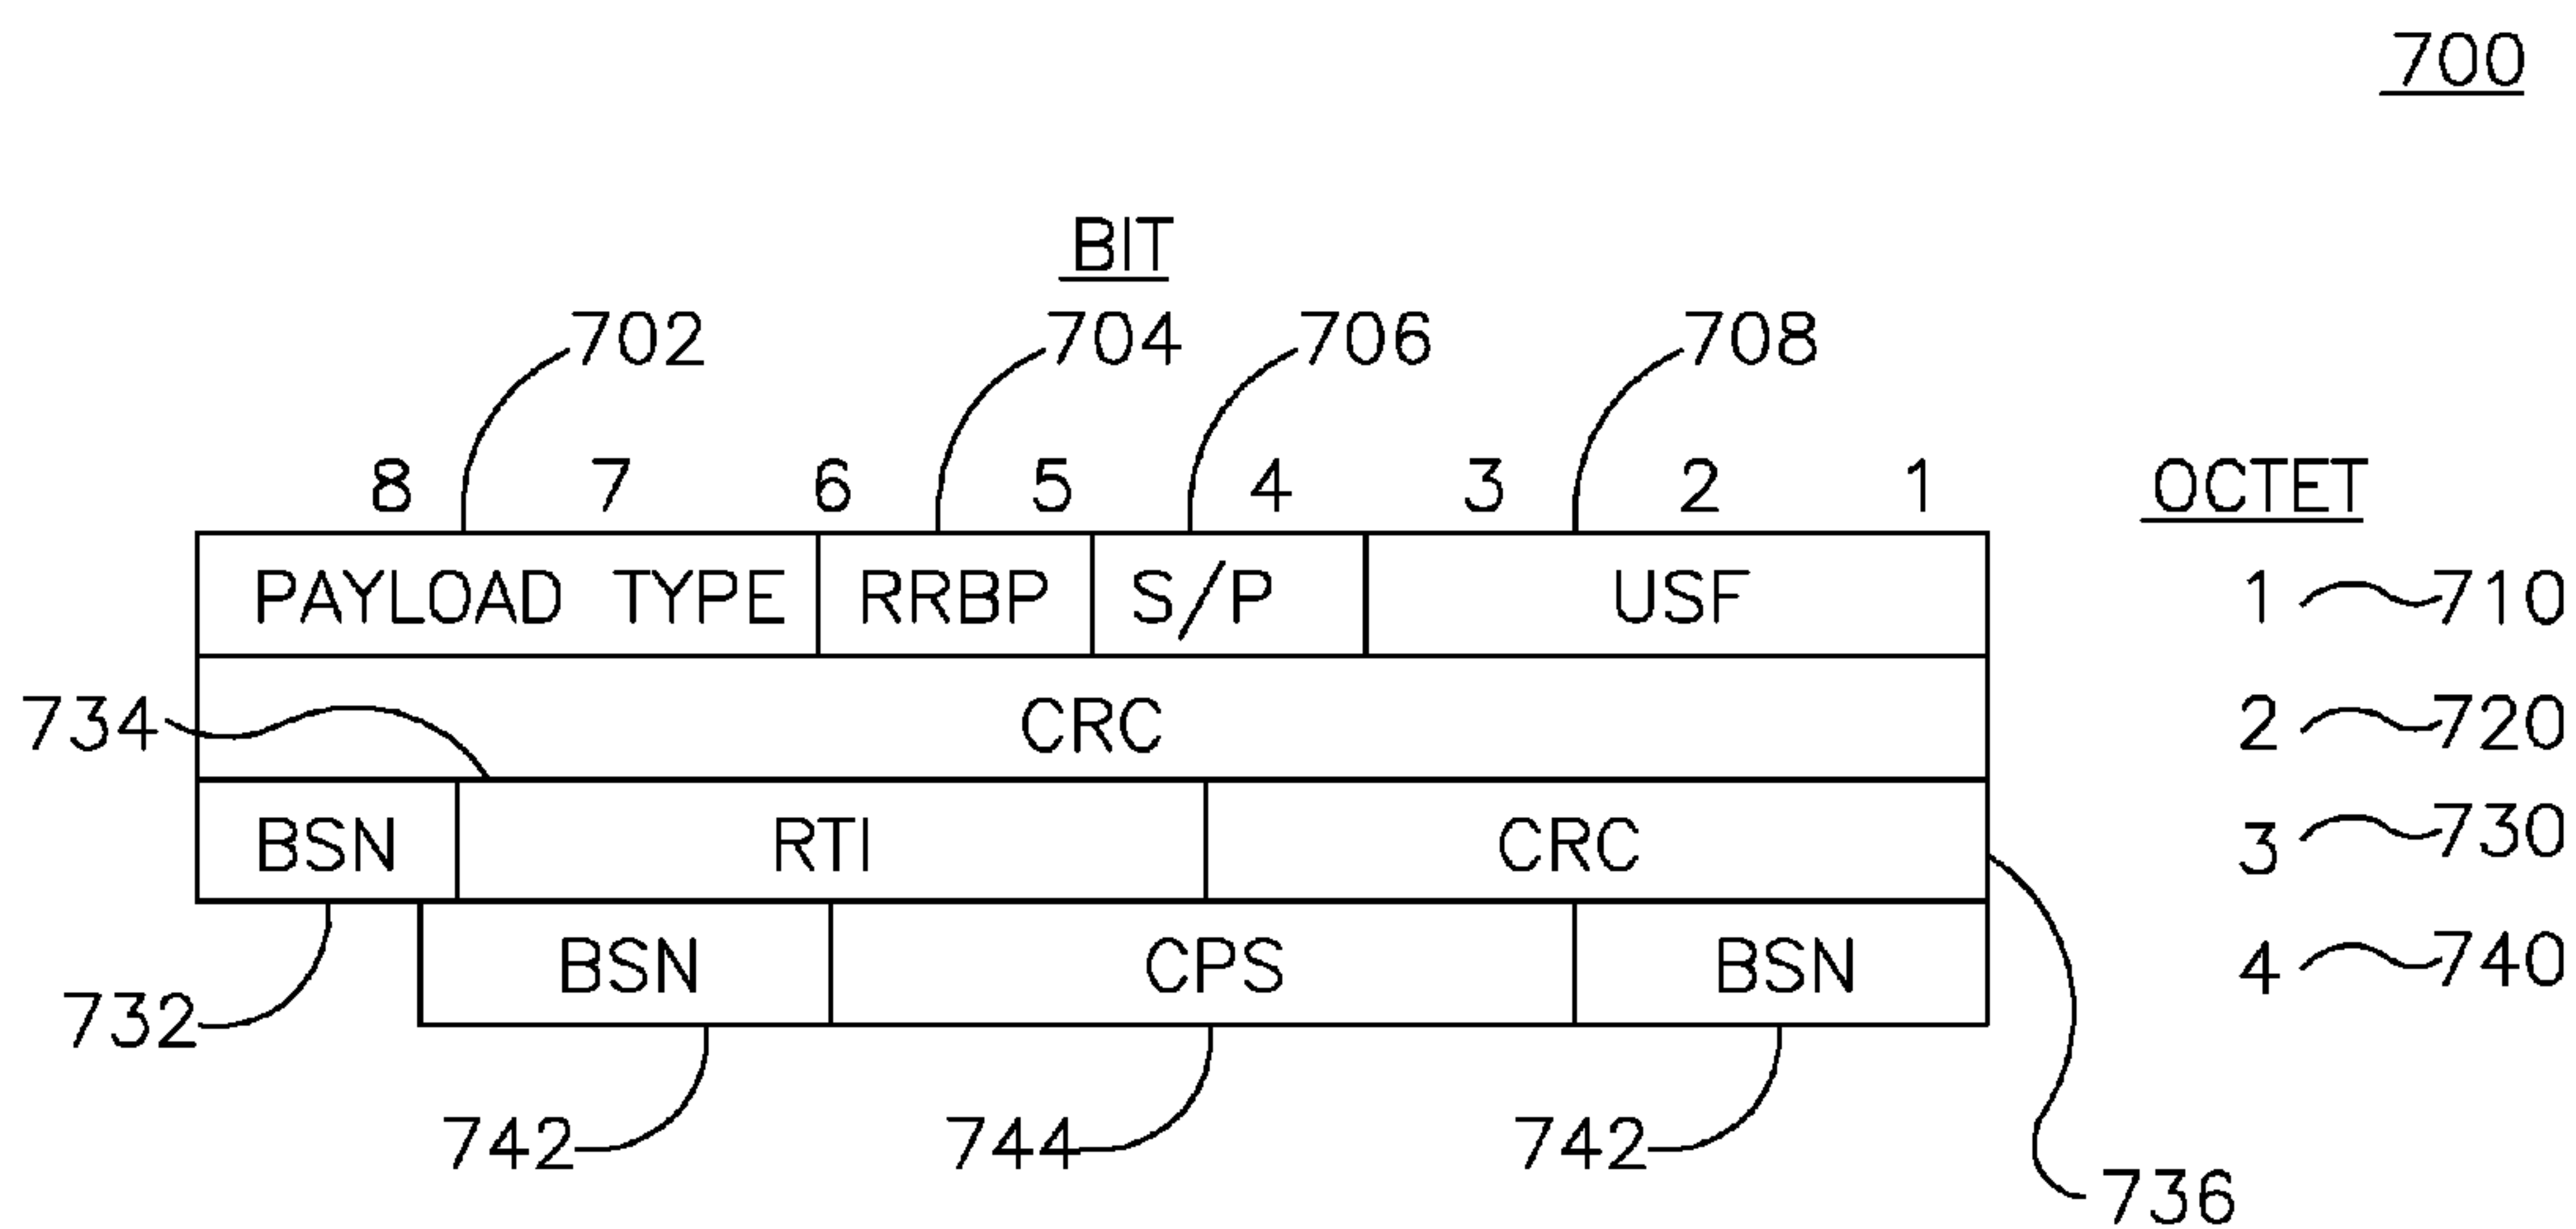 700
BIT
702 704 706 708
8 7 6 5 4 3 2 1 OCTET
PAYLOAD TYPE RRBP S/P USF 1 710
734 CRC 2 720
BSN RTI CRC 3 730
BSN CPS BSN 4 740
732
742 744 742
736